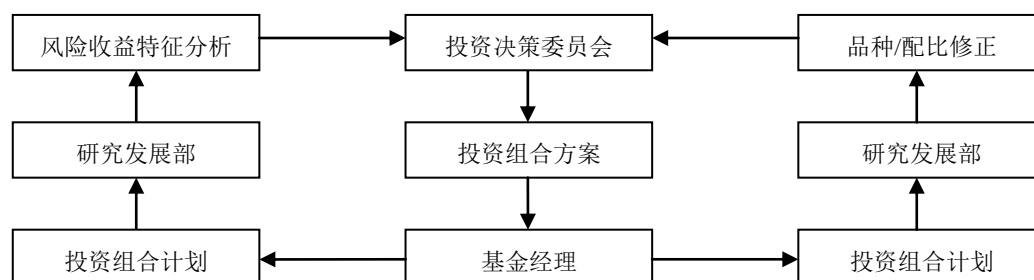 风险收益特征分析
投资决策委员会
品种/配比修正
研究发展部
投资组合方案
研究发展部
投资组合计划
基金经理
投资组合计划